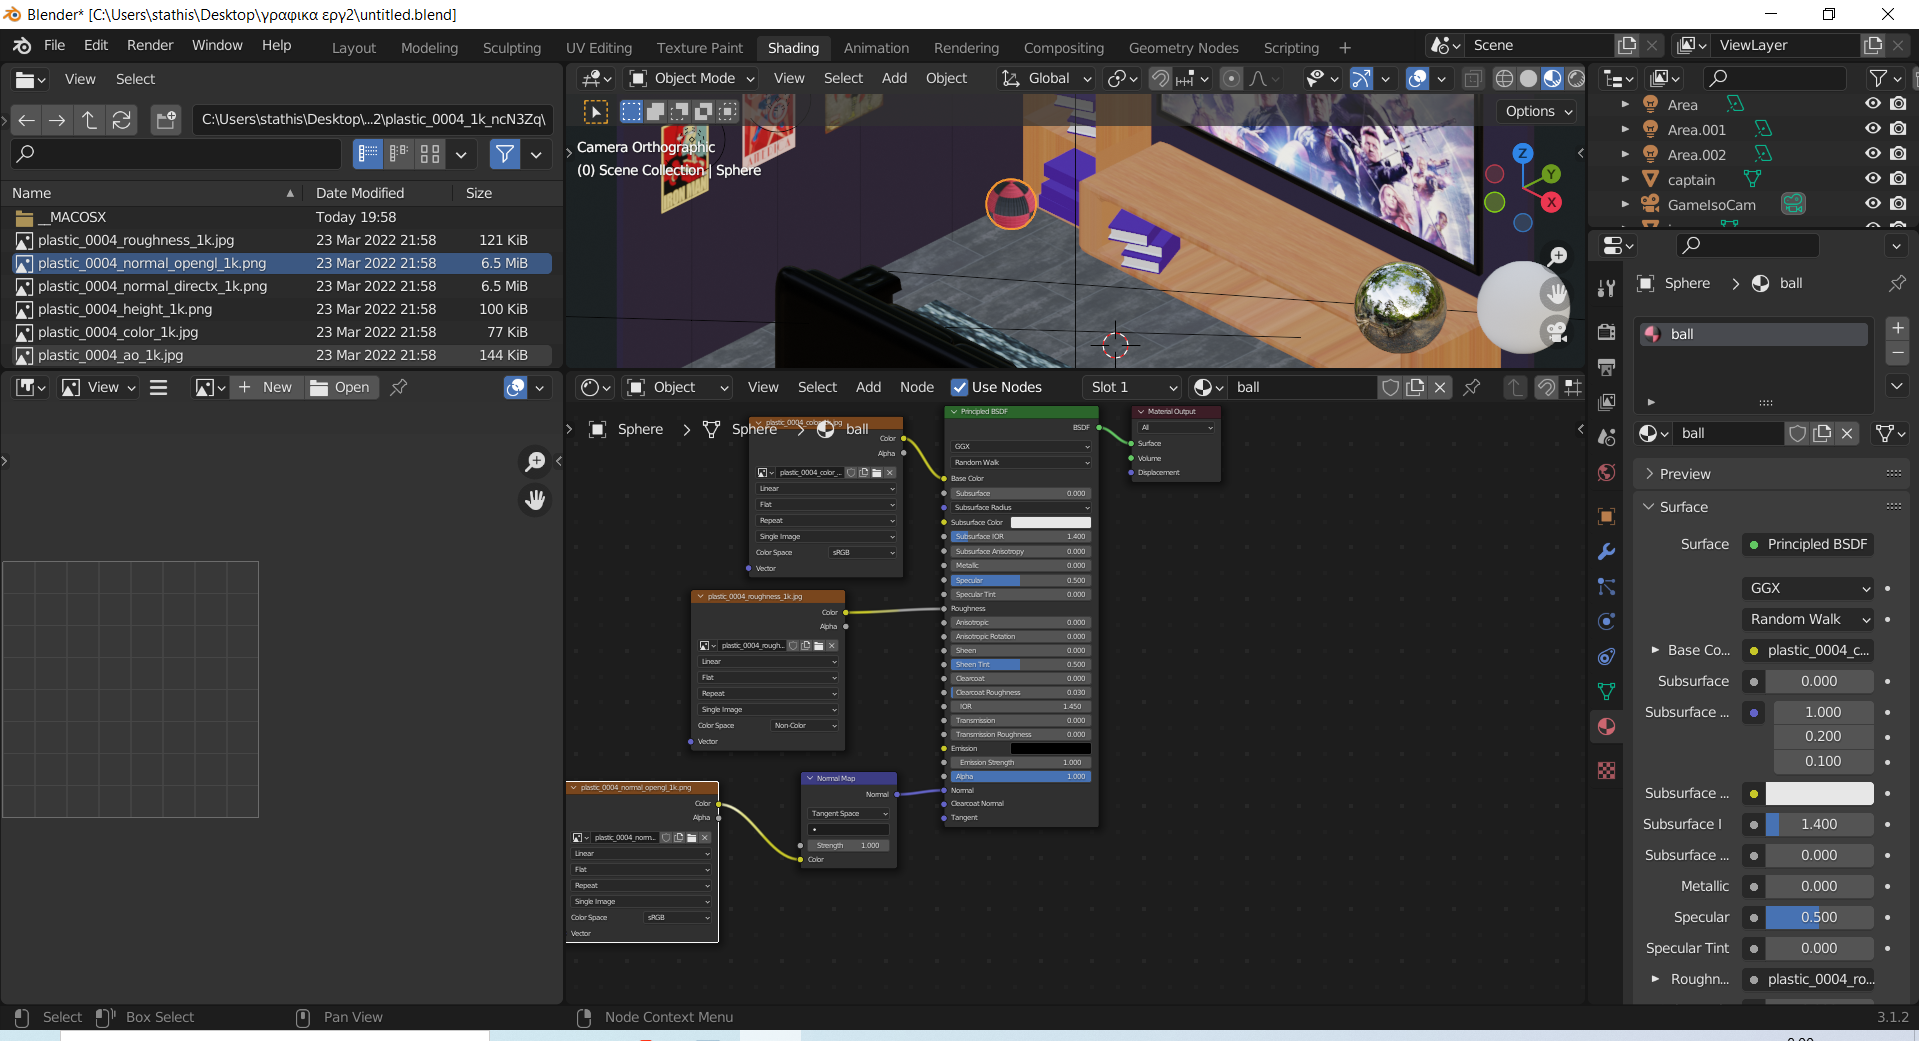 Blender* [C:\Users\stathis\Desktop\γραφικα εργ2\untitled.blend]
File Edit Render Window Help
Layout Modeling Sculpting UV Editing Texture Paint Shading Animation Rendering Compositing Geometry Nodes Scripting
Scene
ViewLayer
View Select
Object Mode View Select Add Object Global
C:\Users\stathis\Desktop\...2\plastic_0004_1k_ncN3Zq\
Options
Name Date Modified Size
__MACOSX Today 19:58
plastic_0004_roughness_1k.jpg 23 Mar 2022 21:58 121 KiB
plastic_0004_normal_opengl_1k.png 23 Mar 2022 21:58 6.5 MiB
plastic_0004_normal_directx_1k.png 23 Mar 2022 21:58 6.5 MiB
plastic_0004_height_1k.png 23 Mar 2022 21:58 100 KiB
plastic_0004_color_1k.jpg 23 Mar 2022 21:58 77 KiB
plastic_0004_ao_1k.jpg 23 Mar 2022 21:58 144 KiB
Camera Orthographic
(0) Scene Collection | Sphere
IRON MAN
Z
Y
X
Area
Area.001
Area.002
captain
GameIsoCam
View New Open
Object View Select Add Node Use Nodes Slot 1 ball
Sphere Sphere ball
plastic_0004_color_1k.jpg
Color
Alpha
plastic_0004_color_...
Linear
Flat
Repeat
Single Image
Color Space sRGB
Vector
plastic_0004_roughness_1k.jpg
Color
Alpha
plastic_0004_rough...
Linear
Flat
Repeat
Single Image
Color Space Non-Color
Vector
plastic_0004_normal_opengl_1k.png
Color
Alpha
plastic_0004_norm...
Linear
Flat
Repeat
Single Image
Color Space sRGB
Vector
Normal Map
Normal
Tangent Space
Strength 1.000
Color
Principled BSDF
BSDF
GGX
Random Walk
Base Color
Subsurface 0.000
Subsurface Radius
Subsurface Color
Subsurface IOR 1.400
Subsurface Anisotropy 0.000
Metallic 0.000
Specular 0.500
Specular Tint 0.000
Roughness
Anisotropic 0.000
Anisotropic Rotation 0.000
Sheen 0.000
Sheen Tint 0.500
Clearcoat 0.000
Clearcoat Roughness 0.030
IOR 1.450
Transmission 0.000
Transmission Roughness 0.000
Emission
Emission Strength 1.000
Alpha 1.000
Normal
Clearcoat Normal
Tangent
Material Output
All
Surface
Volume
Displacement
Sphere ball
ball
ball
Preview
Surface
Surface Principled BSDF
GGX
Random Walk
Base Co... plastic_0004_c...
Subsurface 0.000
Subsurface ... 1.000
0.200
0.100
Subsurface ...
Subsurface I 1.400
Subsurface ... 0.000
Metallic 0.000
Specular 0.500
Specular Tint 0.000
Roughn... plastic_0004_ro...
Select Box Select Pan View Node Context Menu 3.1.2